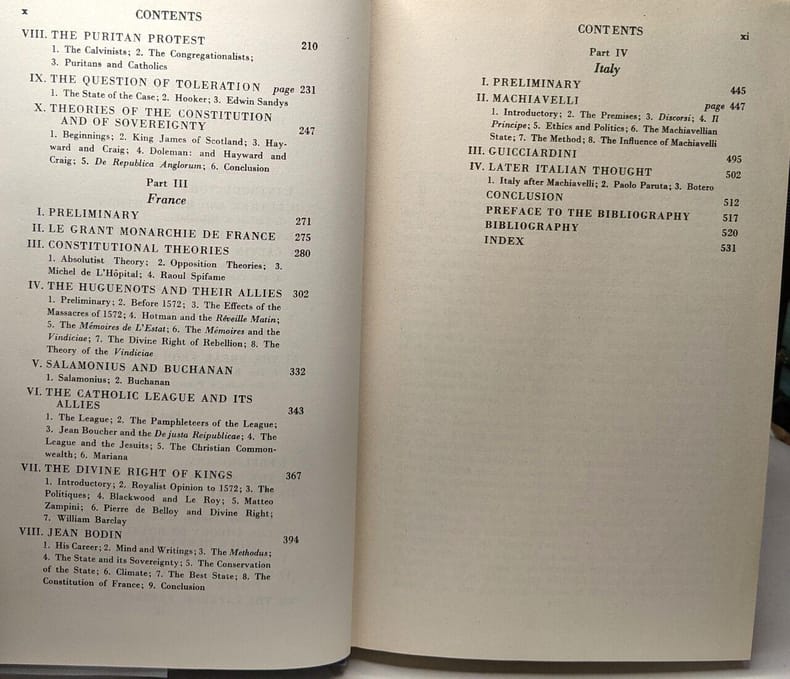 x
CONTENTS
VIII. THE PURITAN PROTEST 210
1. The Calvinists; 2. The Congregationalists;
3. Puritans and Catholics
IX. THE QUESTION OF TOLERATION page 231
1. The State of the Case; 2. Hooker; 3. Edwin Sandys
X. THEORIES OF THE CONSTITUTION
AND OF SOVEREIGNTY 247
1. Beginnings; 2. King James of Scotland; 3. Hay-
ward and Craig; 4. Doleman: and Hayward and
Craig; 5. De Republica Anglorum; 6. Conclusion
Part III
France
I. PRELIMINARY 271
II. LE GRANT MONARCHIE DE FRANCE 275
III. CONSTITUTIONAL THEORIES 280
1. Absolutist Theory; 2. Opposition Theories; 3.
Michel de L'Hôpital; 4. Raoul Spifame
IV. THE HUGUENOTS AND THEIR ALLIES 302
1. Preliminary; 2. Before 1572; 3. The Effects of the
Massacres of 1572; 4. Hotman and the Réveille Matin;
5. The Mémoires de L'Estat; 6. The Mémoires and the
Vindiciae; 7. The Divine Right of Rebellion; 8. The
Theory of the Vindiciae
V. SALAMONIUS AND BUCHANAN 332
1. Salamonius; 2. Buchanan
VI. THE CATHOLIC LEAGUE AND ITS
ALLIES 343
1. The League; 2. The Pamphleteers of the League;
3. Jean Boucher and the De justa Reipublicae; 4. The
League and the Jesuits; 5. The Christian Common-
wealth; 6. Mariana
VII. THE DIVINE RIGHT OF KINGS 367
1. Introductory; 2. Royalist Opinion to 1572; 3. The
Politiques; 4. Blackwood and Le Roy; 5. Matteo
Zampini; 6. Pierre de Belloy and Divine Right;
7. William Barclay
VIII. JEAN BODIN 394
1. His Career; 2. Mind and Writings; 3. The Methodus;
4. The State and its Sovereignty; 5. The Conservation
of the State; 6. Climate; 7. The Best State; 8. The
Constitution of France; 9. Conclusion
CONTENTS
xi
Part IV
Italy
I. PRELIMINARY 445
II. MACHIAVELLI page 447
1. Introductory; 2. The Premises; 3. Discorsi; 4. Il
Principe; 5. Ethics and Politics; 6. The Machiavellian
State; 7. The Method; 8. The Influence of Machiavelli
III. GUICCIARDINI 495
IV. LATER ITALIAN THOUGHT 502
1. Italy after Machiavelli; 2. Paolo Paruta; 3. Botero
CONCLUSION 512
PREFACE TO THE BIBLIOGRAPHY 517
BIBLIOGRAPHY 520
INDEX 531